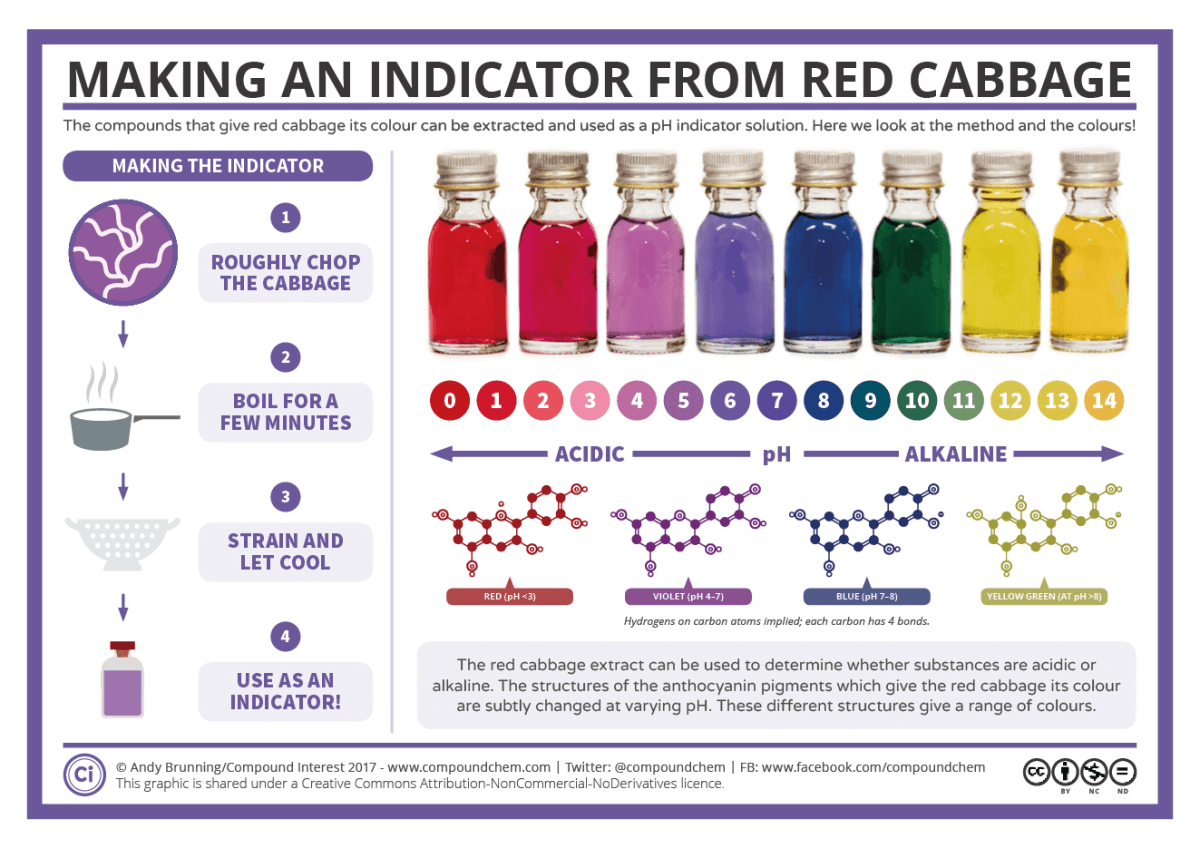 MAKING AN INDICATOR FROM RED CABBAGE
The compounds that give red cabbage its colour can be extracted and used as a pH indicator solution. Here we look at the method and the colours!
MAKING THE INDICATOR
1
ROUGHLY CHOP
THE CABBAGE
2
BOIL FOR A
FEW MINUTES
3
STRAIN AND
LET COOL
4
USE AS AN
INDICATOR!
0 1 2 3 4 5 6 7 8 9 10 11 12 13 14
ACIDIC pH ALKALINE
RED (pH <3) VIOLET (pH 4–7) BLUE (pH 7–8) YELLOW GREEN (AT pH >8)
Hydrogens on carbon atoms implied; each carbon has 4 bonds.
The red cabbage extract can be used to determine whether substances are acidic or
alkaline. The structures of the anthocyanin pigments which give the red cabbage its colour
are subtly changed at varying pH. These different structures give a range of colours.
Ci
© Andy Brunning/Compound Interest 2017 - www.compoundchem.com | Twitter: @compoundchem | FB: www.facebook.com/compoundchem
This graphic is shared under a Creative Commons Attribution-NonCommercial-NoDerivatives licence.
cc
BY NC ND